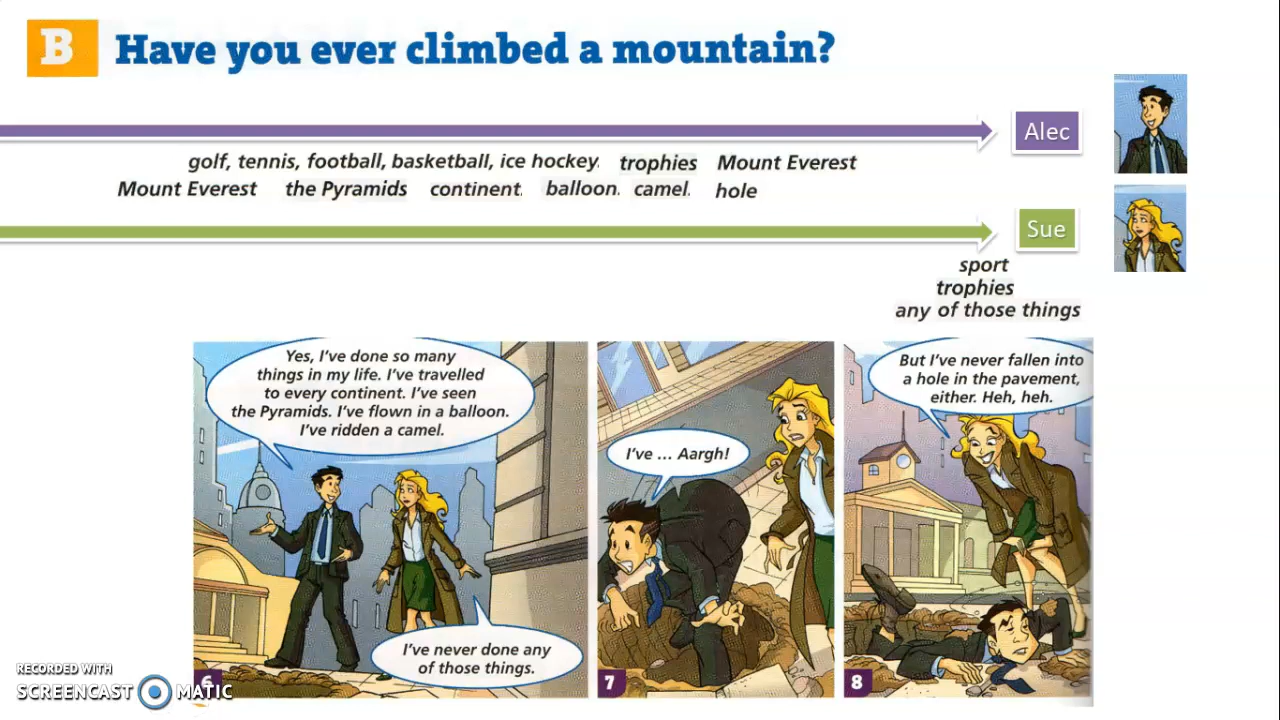 B Have you ever climbed a mountain?
Alec
golf, tennis, football, basketball, ice hockey. trophies Mount Everest
Mount Everest the Pyramids continent. balloon. camel. hole
Sue
sport
trophies
any of those things
Yes, I've done so many
things in my life. I've travelled
to every continent. I've seen
the Pyramids. I've flown in a balloon.
I've ridden a camel.
I've never done any
of those things.
6
I've ... Aargh!
7
But I've never fallen into
a hole in the pavement,
either. Heh, heh.
8
RECORDED WITH
SCREENCAST MATIC